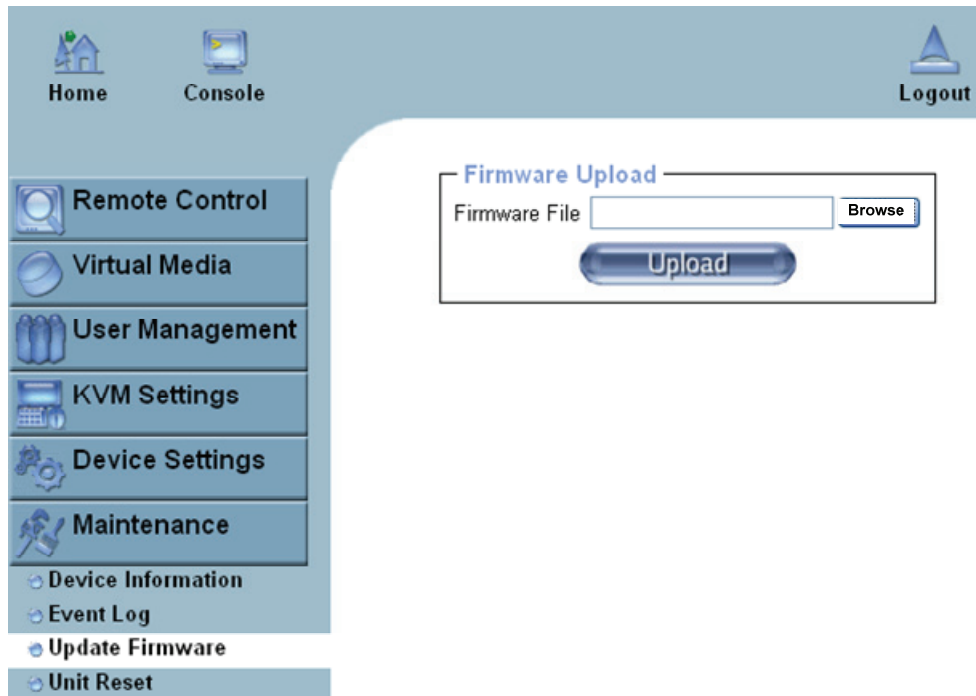 Home
Console
Logout
Remote Control
Virtual Media
User Management
KVM Settings
Device Settings
Maintenance
Device Information
Event Log
Update Firmware
Unit Reset
Firmware Upload
Firmware File
Browse
Upload